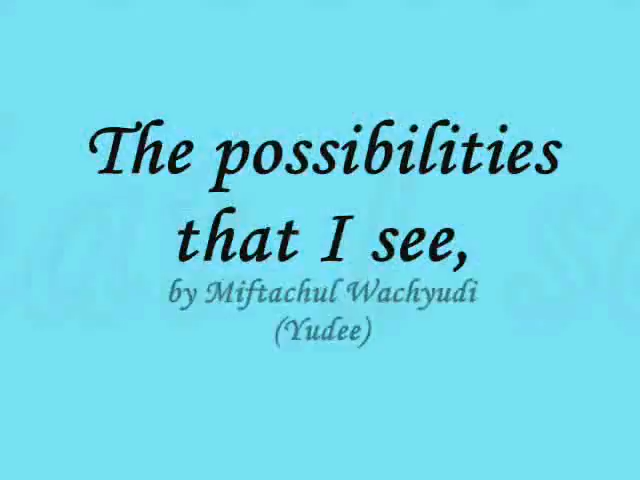 The possibilities
that I see,
by Miftachul Wachyudi
(Yudee)